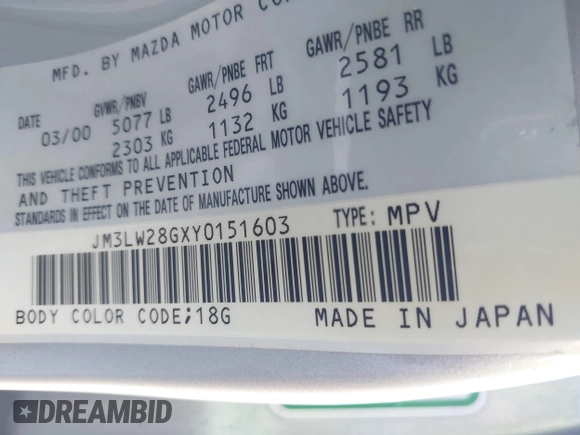 MFD. BY MAZDA MOTOR CO
DATE GVWR/PNBV GAWR/PNBE FRT GAWR/PNBE RR
03/00 5077 LB 2496 LB 2581 LB
2303 KG 1132 KG 1193 KG
THIS VEHICLE CONFORMS TO ALL APPLICABLE FEDERAL MOTOR VEHICLE SAFETY
AND THEFT PREVENTION
STANDARDS IN EFFECT ON THE DATE OF MANUFACTURE SHOWN ABOVE.
JM3LW28GXY0151603 TYPE: MPV
BODY COLOR CODE;18G MADE IN JAPAN
DREAMBID